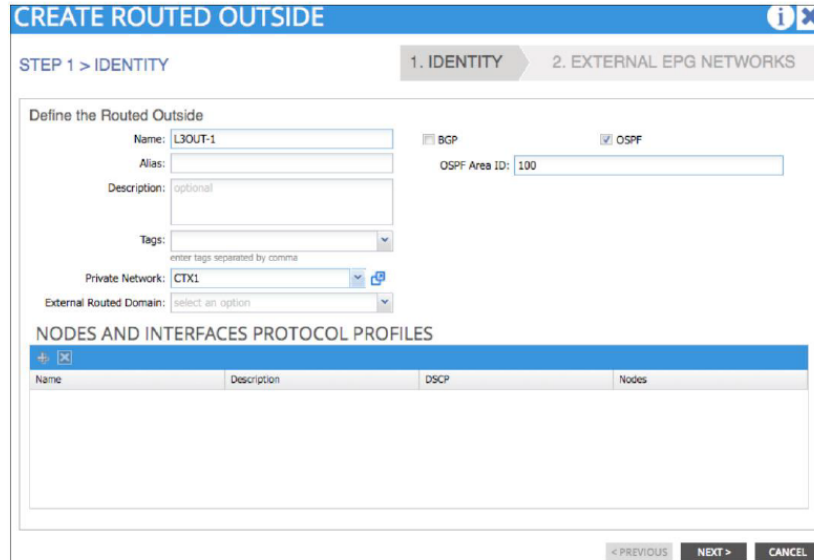 CREATE ROUTED OUTSIDE
i
STEP 1 > IDENTITY
1. IDENTITY
2. EXTERNAL EPG NETWORKS
Define the Routed Outside
Name: L3OUT-1
BGP
OSPF
Alias:
OSPF Area ID: 100
Description: optional
Tags:
enter tags separated by comma
Private Network: CTX1
External Routed Domain: select an option
NODES AND INTERFACES PROTOCOL PROFILES
Name Description DSCP Nodes
< PREVIOUS NEXT > CANCEL